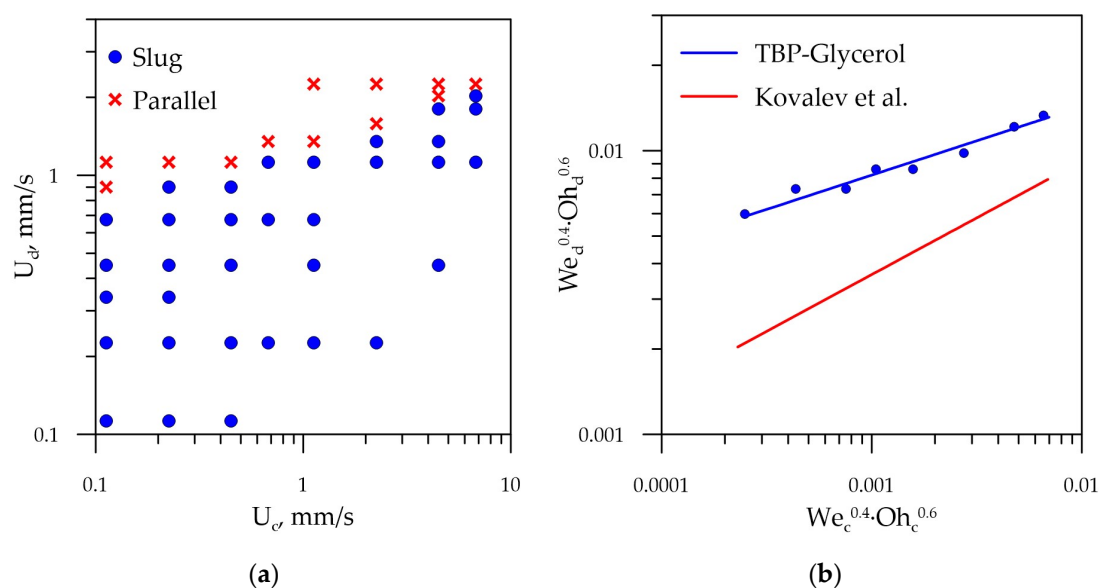 Slug
Parallel
1
0.1
U_d, mm/s
0.1
1
10
U_c, mm/s
(a)
TBP-Glycerol
Kovalev et al.
0.01
0.001
We_d^0.4·Oh_d^0.6
0.0001
0.001
0.01
We_c^0.4·Oh_c^0.6
(b)